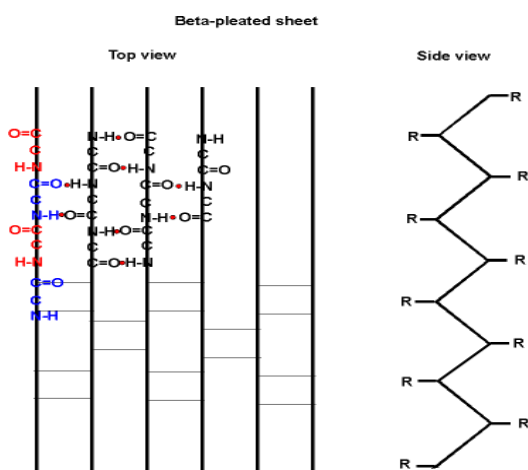 Beta-pleated sheet
Top view
Side view
O=C N-H•O=C N-H
C C C C
H-N C=O•H-N C=O
C=O•H-N C=O•H-N
C C C C
N-H•O=C N-H•O=C
O=C N-H•O=C
C C C
H-N C=O•H-N
C=O
C
N-H
R
R
R
R
R
R
R
R
R
R